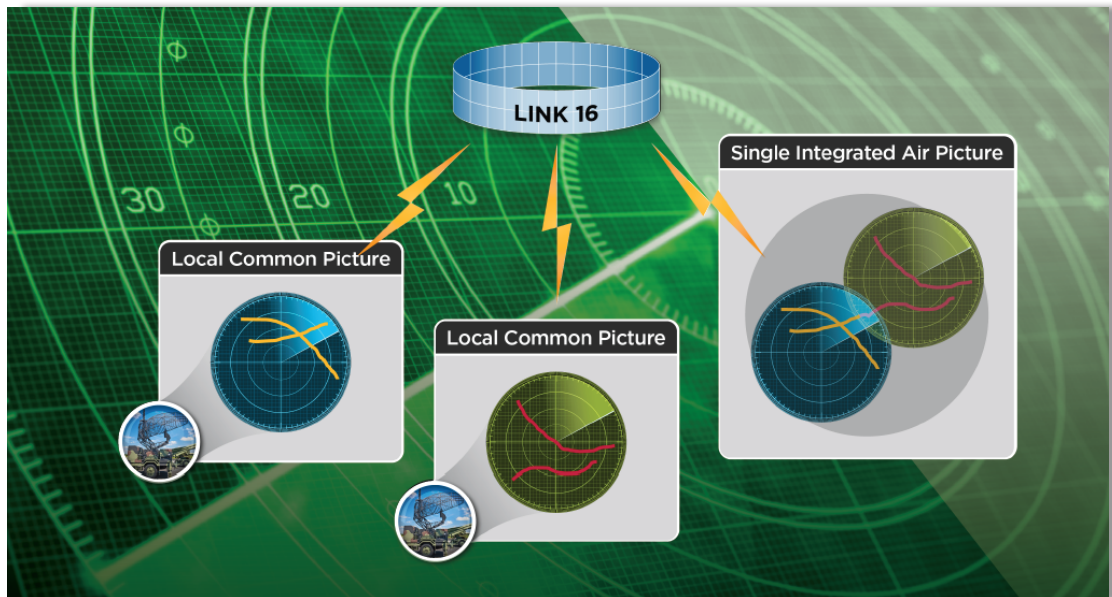 LINK 16
Single Integrated Air Picture
30
20
10
Local Common Picture
Local Common Picture